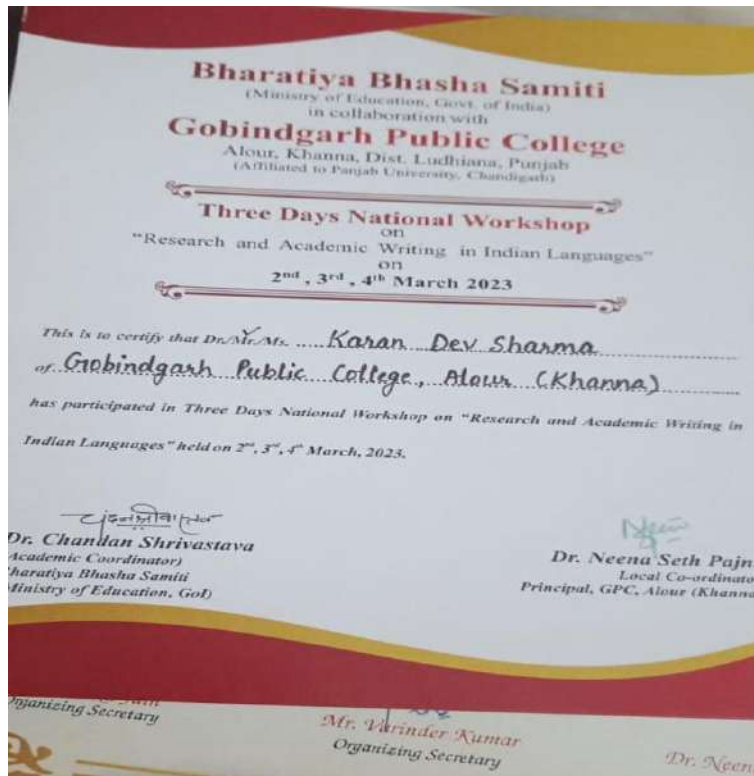 Bharatiya Bhasha Samiti
(Ministry of Education, Govt. of India)
in collaboration with
Gobindgarh Public College
Alour, Khanna, Dist. Ludhiana, Punjab
(Affiliated to Panjab University, Chandigarh)
Three Days National Workshop
on
"Research and Academic Writing in Indian Languages"
on
2nd, 3rd, 4th March 2023
This is to certify that Dr./Mr./Ms. Karan Dev Sharma
of Gobindgarh Public College, Alour (Khanna)
has participated in Three Days National Workshop on "Research and Academic Writing in
Indian Languages" held on 2nd, 3rd, 4th March, 2023.
Dr. Chandan Shrivastava
Academic Coordinator)
Bharatiya Bhasha Samiti
Ministry of Education, GoI)
Dr. Neena Seth Pajn
Local Co-ordinato
Principal, GPC, Alour (Khanna
Organizing Secretary
Mr. Varinder Kumar
Organizing Secretary
Dr. Neen